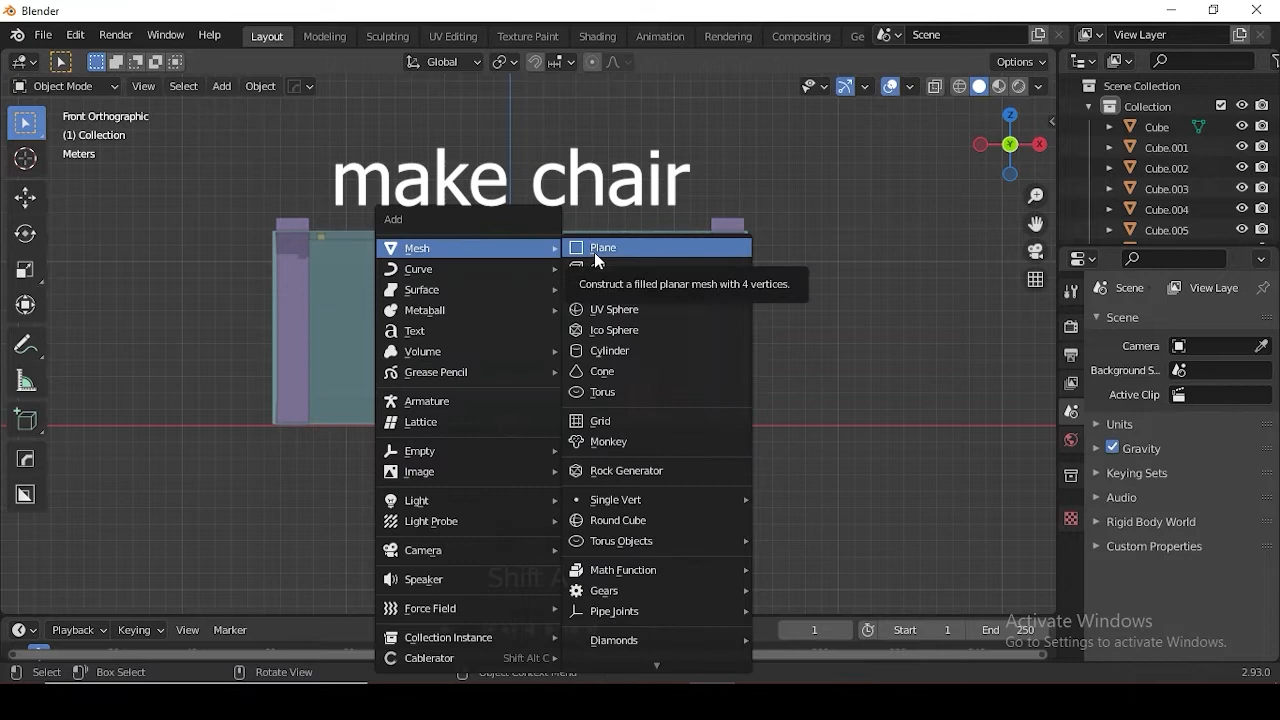 Blender
File Edit Render Window Help Layout Modeling Sculpting UV Editing Texture Paint Shading Animation Rendering Compositing Ge Scene View Layer
Global Options
Object Mode View Select Add Object
Front Orthographic
(1) Collection
Meters
make chair
Z
Y X
Scene Collection
Collection
Cube
Cube.001
Cube.002
Cube.003
Cube.004
Cube.005
Add
Mesh
Curve
Surface
Metaball
Text
Volume
Grease Pencil
Armature
Lattice
Empty
Image
Light
Light Probe
Camera
Speaker
Force Field
Collection Instance
Cablerator Shift Alt C
Plane
Construct a filled planar mesh with 4 vertices.
UV Sphere
Ico Sphere
Cylinder
Cone
Torus
Grid
Monkey
Rock Generator
Single Vert
Round Cube
Torus Objects
Math Function
Gears
Pipe Joints
Diamonds
Shift A
Scene View Laye
Scene
Camera
Background S...
Active Clip
Units
Gravity
Keying Sets
Audio
Rigid Body World
Custom Properties
Activate Windows
Go to Settings to activate Windows.
Playback Keying View Marker 1 Start 1 End 250
Select Box Select Rotate View Object Context Menu 2.93.0